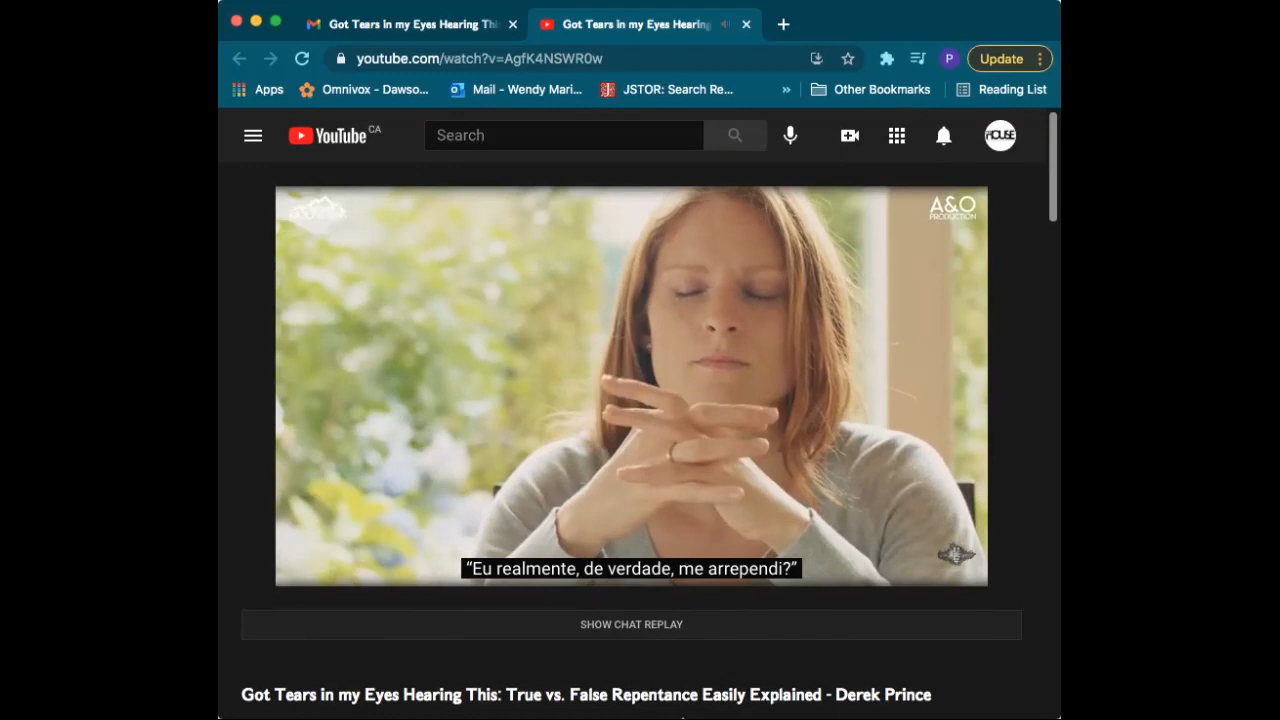 Got Tears in my Eyes Hearing Thi
Got Tears in my Eyes Hearing
youtube.com/watch?v=AgfK4NSWR0w
P
Update
Apps
Omnivox - Dawso...
Mail - Wendy Mari...
JSTOR: Search Re...
»
Other Bookmarks
Reading List
YouTube CA
Search
HOUSE
A&O
PRODUCTION
“Eu realmente, de verdade, me arrependi?”
SHOW CHAT REPLAY
Got Tears in my Eyes Hearing This: True vs. False Repentance Easily Explained - Derek Prince